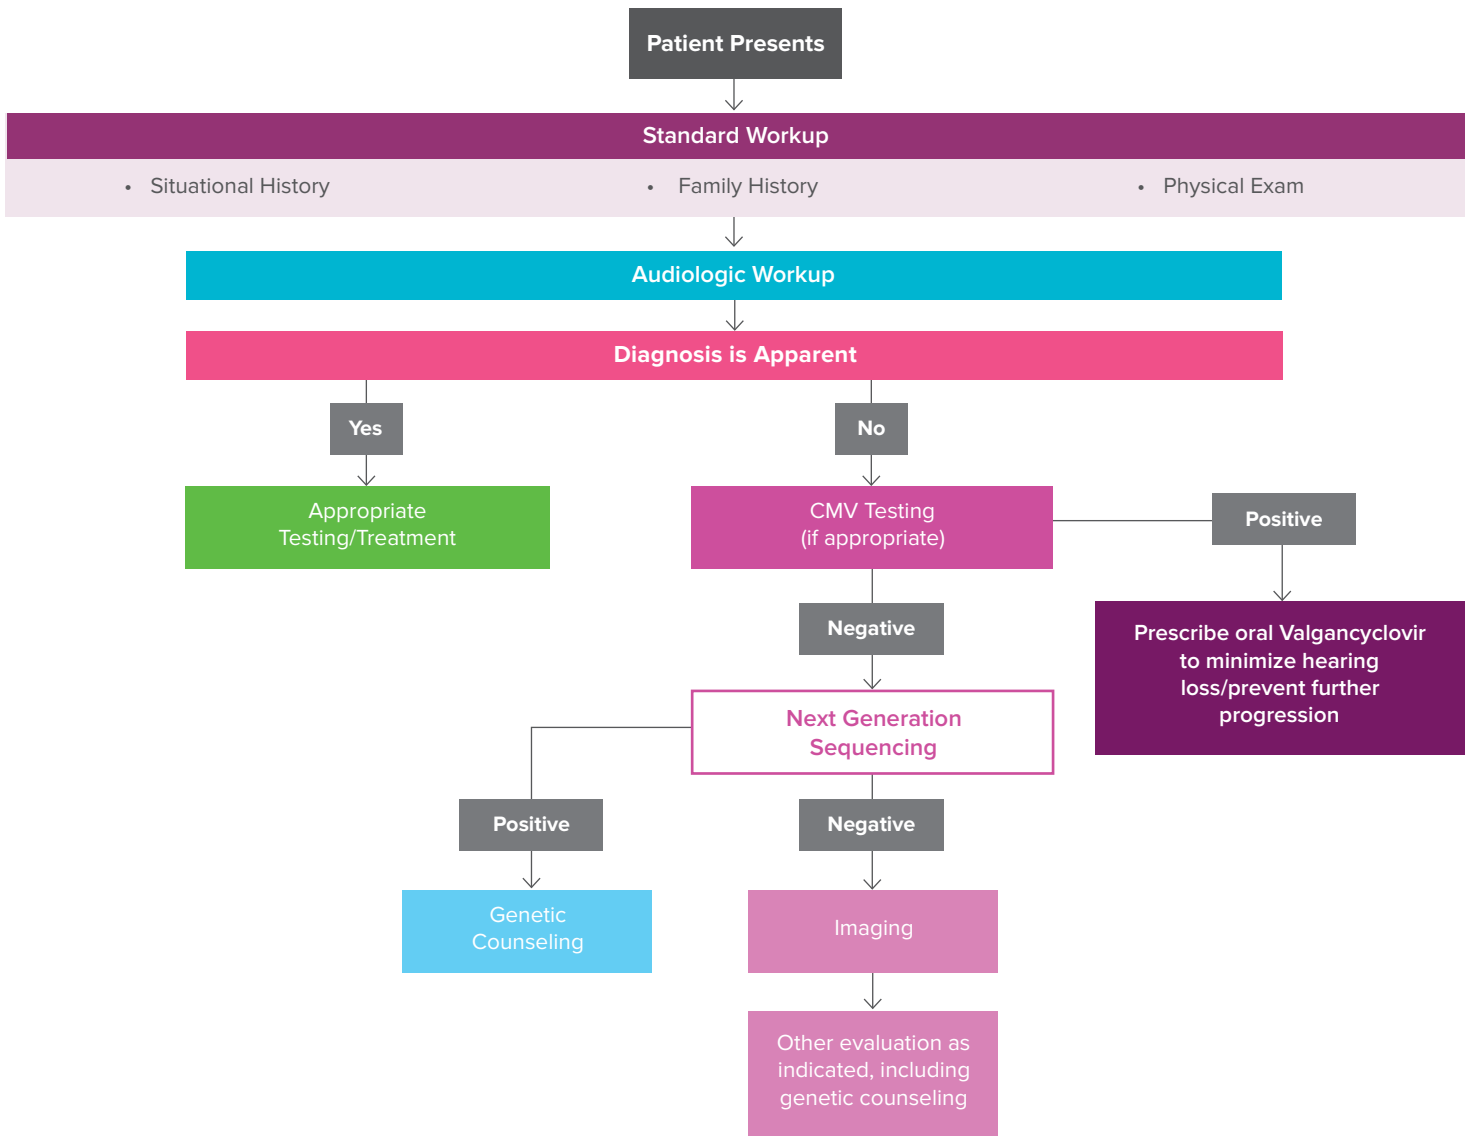 Patient Presents
Standard Workup
• Situational History
• Family History
• Physical Exam
Audiologic Workup
Diagnosis is Apparent
Yes
No
Appropriate
Testing/Treatment
CMV Testing
(if appropriate)
Positive
Negative
Prescribe oral Valgancyclovir
to minimize hearing
loss/prevent further
progression
Next Generation
Sequencing
Positive
Negative
Genetic
Counseling
Imaging
Other evaluation as
indicated, including
genetic counseling